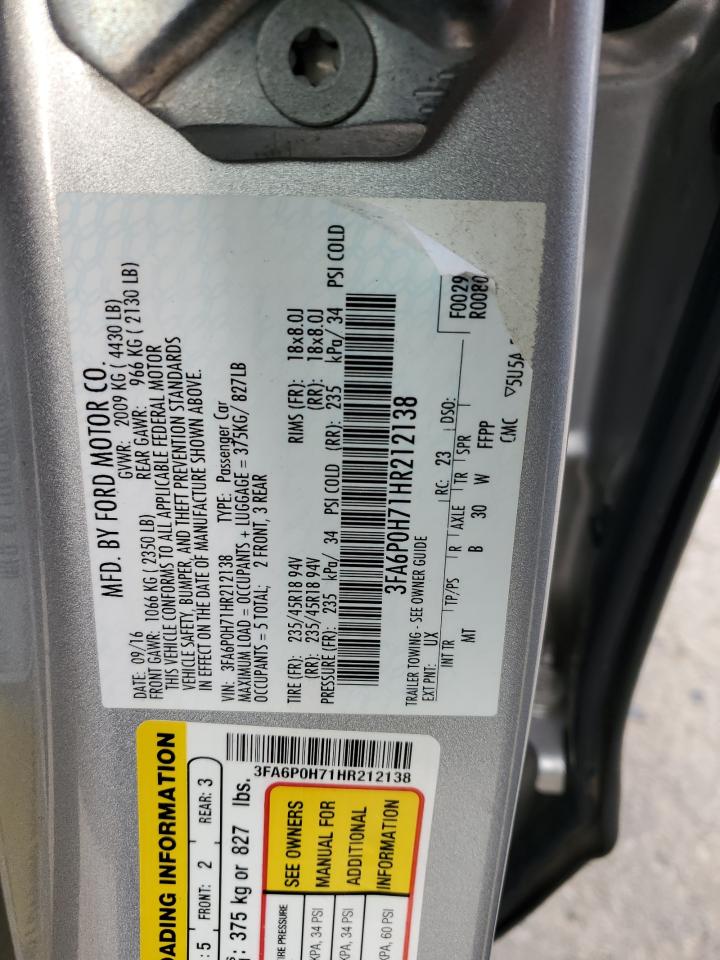 MFD. BY FORD MOTOR CO.
DATE: 09/16 GVWR: 2009 KG ( 4430 LB)
FRONT GAWR: 1066 KG ( 2350 LB) REAR GAWR: 966 KG ( 2130 LB)
THIS VEHICLE CONFORMS TO ALL APPLICABLE FEDERAL MOTOR
VEHICLE SAFETY, BUMPER, AND THEFT PREVENTION STANDARDS
IN EFFECT ON THE DATE OF MANUFACTURE SHOWN ABOVE.
VIN: 3FA6P0H71HR212138 TYPE: Passenger Car
MAXIMUM LOAD = OCCUPANTS + LUGGAGE = 375KG/ 827LB
OCCUPANTS = 5 TOTAL: 2 FRONT, 3 REAR
TIRE (FR): 235/45R18 94V RIMS (FR): 18x8.0J
(RR): 235/45R18 94V (RR): 18x8.0J
PRESSURE (FR): 235 kPa/ 34 PSI COLD (RR): 235 kPa/ 34 PSI COLD
3FA6P0H71HR212138
TRAILER TOWING - SEE OWNER GUIDE
F0029
R0080
EXT PNT: UX RC: 23 DSO:
INT TR TP/PS R AXLE TR SPR
MT B 30 W FFPP
CMC ▽5U5A
3FA6P0H71HR212138
OADING INFORMATION
: 5 FRONT: 2 REAR: 3
: 375 kg or 827 lbs.
IRE PRESSURE
KPA, 34 PSI
KPA, 34 PSI
KPA, 60 PSI
SEE OWNERS
MANUAL FOR
ADDITIONAL
INFORMATION